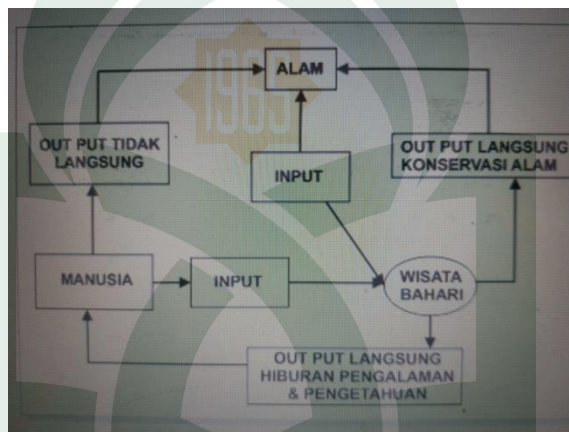 ALAM
1965
OUT PUT TIDAK
LANGSUNG
INPUT
OUT PUT LANGSUNG
KONSERVASI ALAM
MANUSIA
INPUT
WISATA
BAHARI
OUT PUT LANGSUNG
HIBURAN PENGALAMAN
& PENGETAHUAN